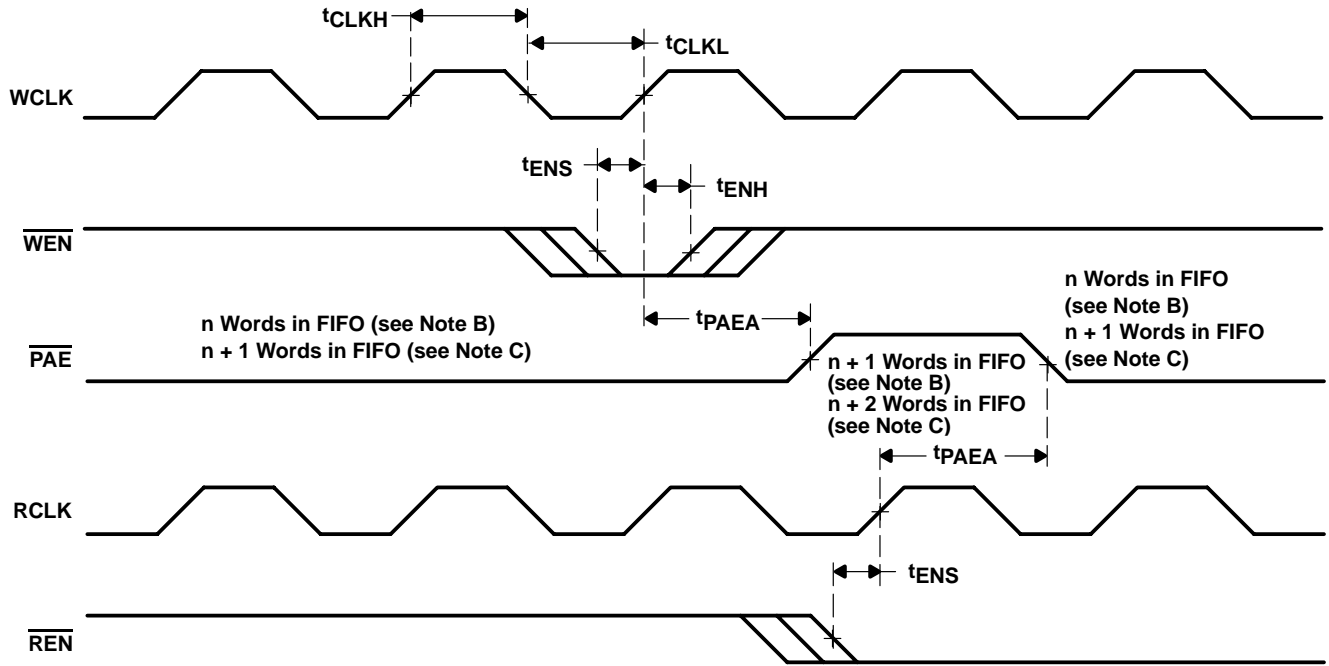 tCLKH
tCLKL
WCLK
tENS
tENH
WEN
n Words in FIFO
(see Note B)
n + 1 Words in FIFO
(see Note C)
tPAEA
n Words in FIFO (see Note B)
n + 1 Words in FIFO (see Note C)
PAE
n + 1 Words in FIFO
(see Note B)
n + 2 Words in FIFO
(see Note C)
tPAEA
RCLK
tENS
REN